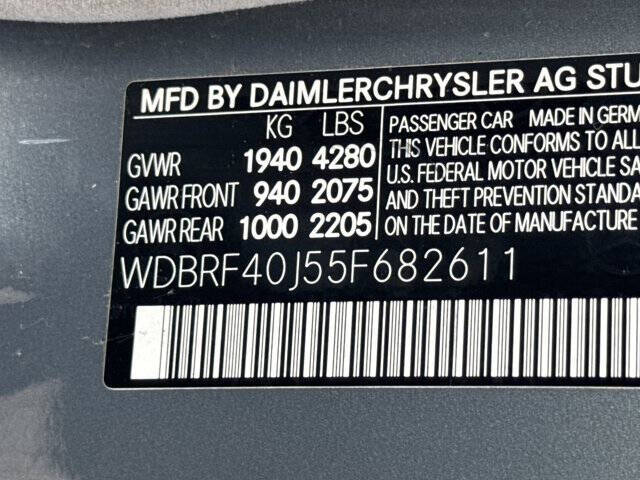 MFD BY DAIMLERCHRYSLER AG STU
KG LBS
GVWR 1940 4280
GAWR FRONT 940 2075
GAWR REAR 1000 2205
PASSENGER CAR MADE IN GERM
THIS VEHICLE CONFORMS TO ALL
U.S. FEDERAL MOTOR VEHICLE SA
AND THEFT PREVENTION STANDA
ON THE DATE OF MANUFACTURE
WDBRF40J55F682611